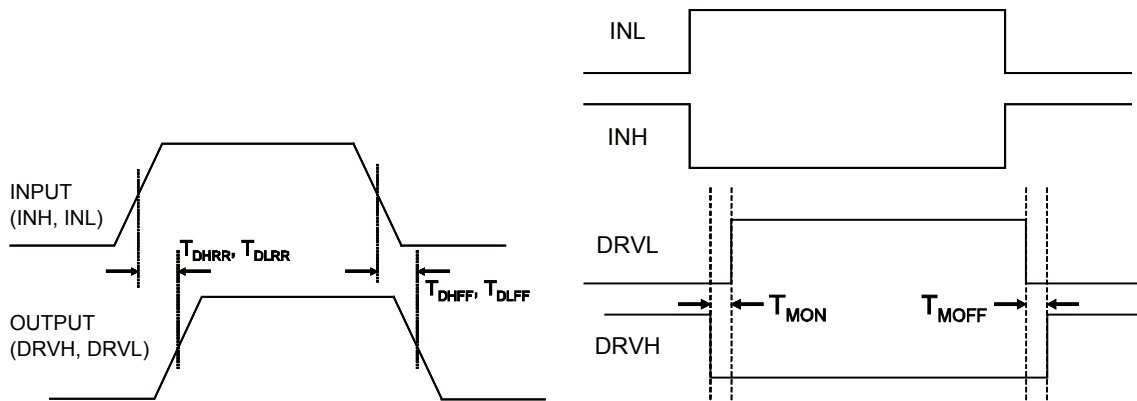 INPUT
(INH, INL)
TDHRR, TDLRR
TDHFF, TDLFF
OUTPUT
(DRVH, DRVL)
INL
INH
DRVL
TMON
TMOFF
DRVH